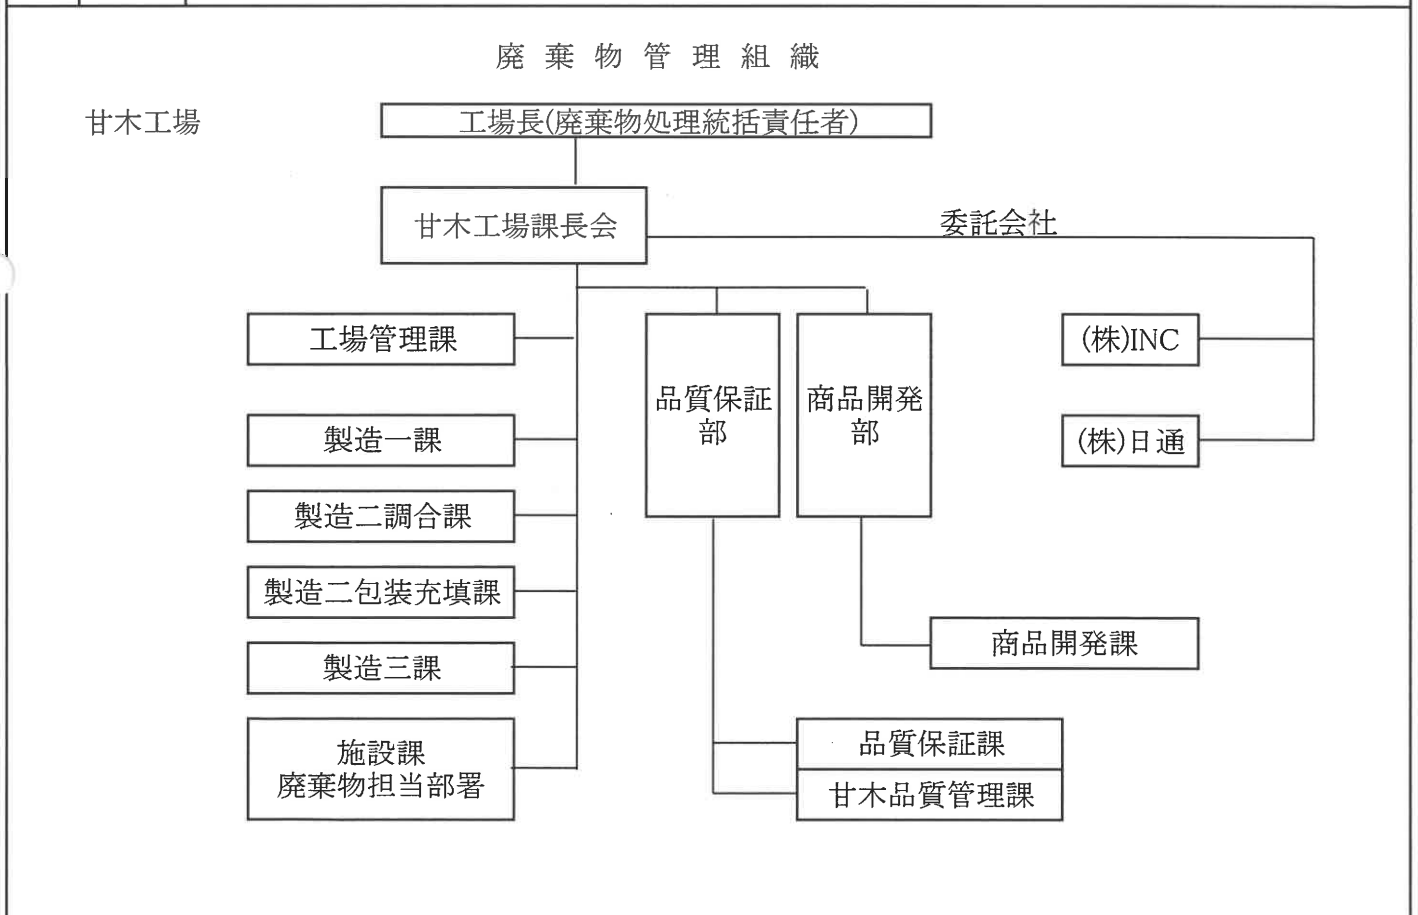 廃棄物管理組織
甘木工場
工場長(廃棄物処理統括責任者)
甘木工場課長会
委託会社
工場管理課
品質保証
部
商品開発
部
(株)INC
製造一課
(株)日通
製造二調合課
製造二包装充填課
製造三課
商品開発課
施設課
廃棄物担当部署
品質保証課
甘木品質管理課